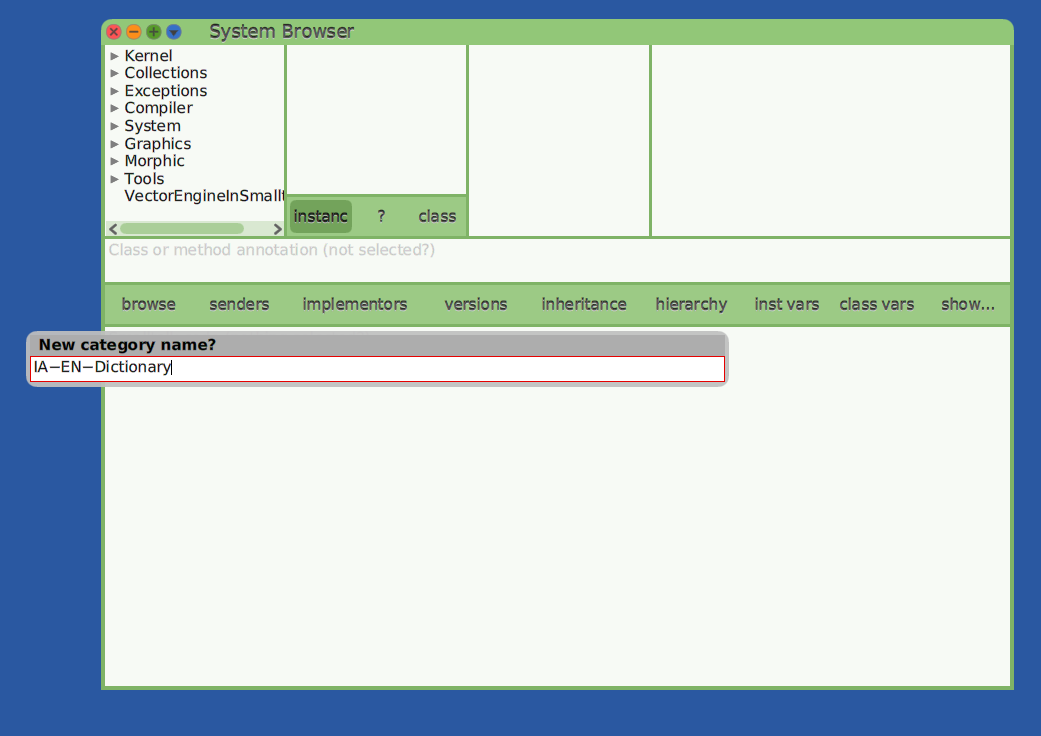 System Browser
Kernel
Collections
Exceptions
Compiler
System
Graphics
Morphic
Tools
VectorEngineInSmallt
instanc ? class
Class or method annotation (not selected?)
browse senders implementors versions inheritance hierarchy inst vars class vars show...
New category name?
IA−EN−Dictionary